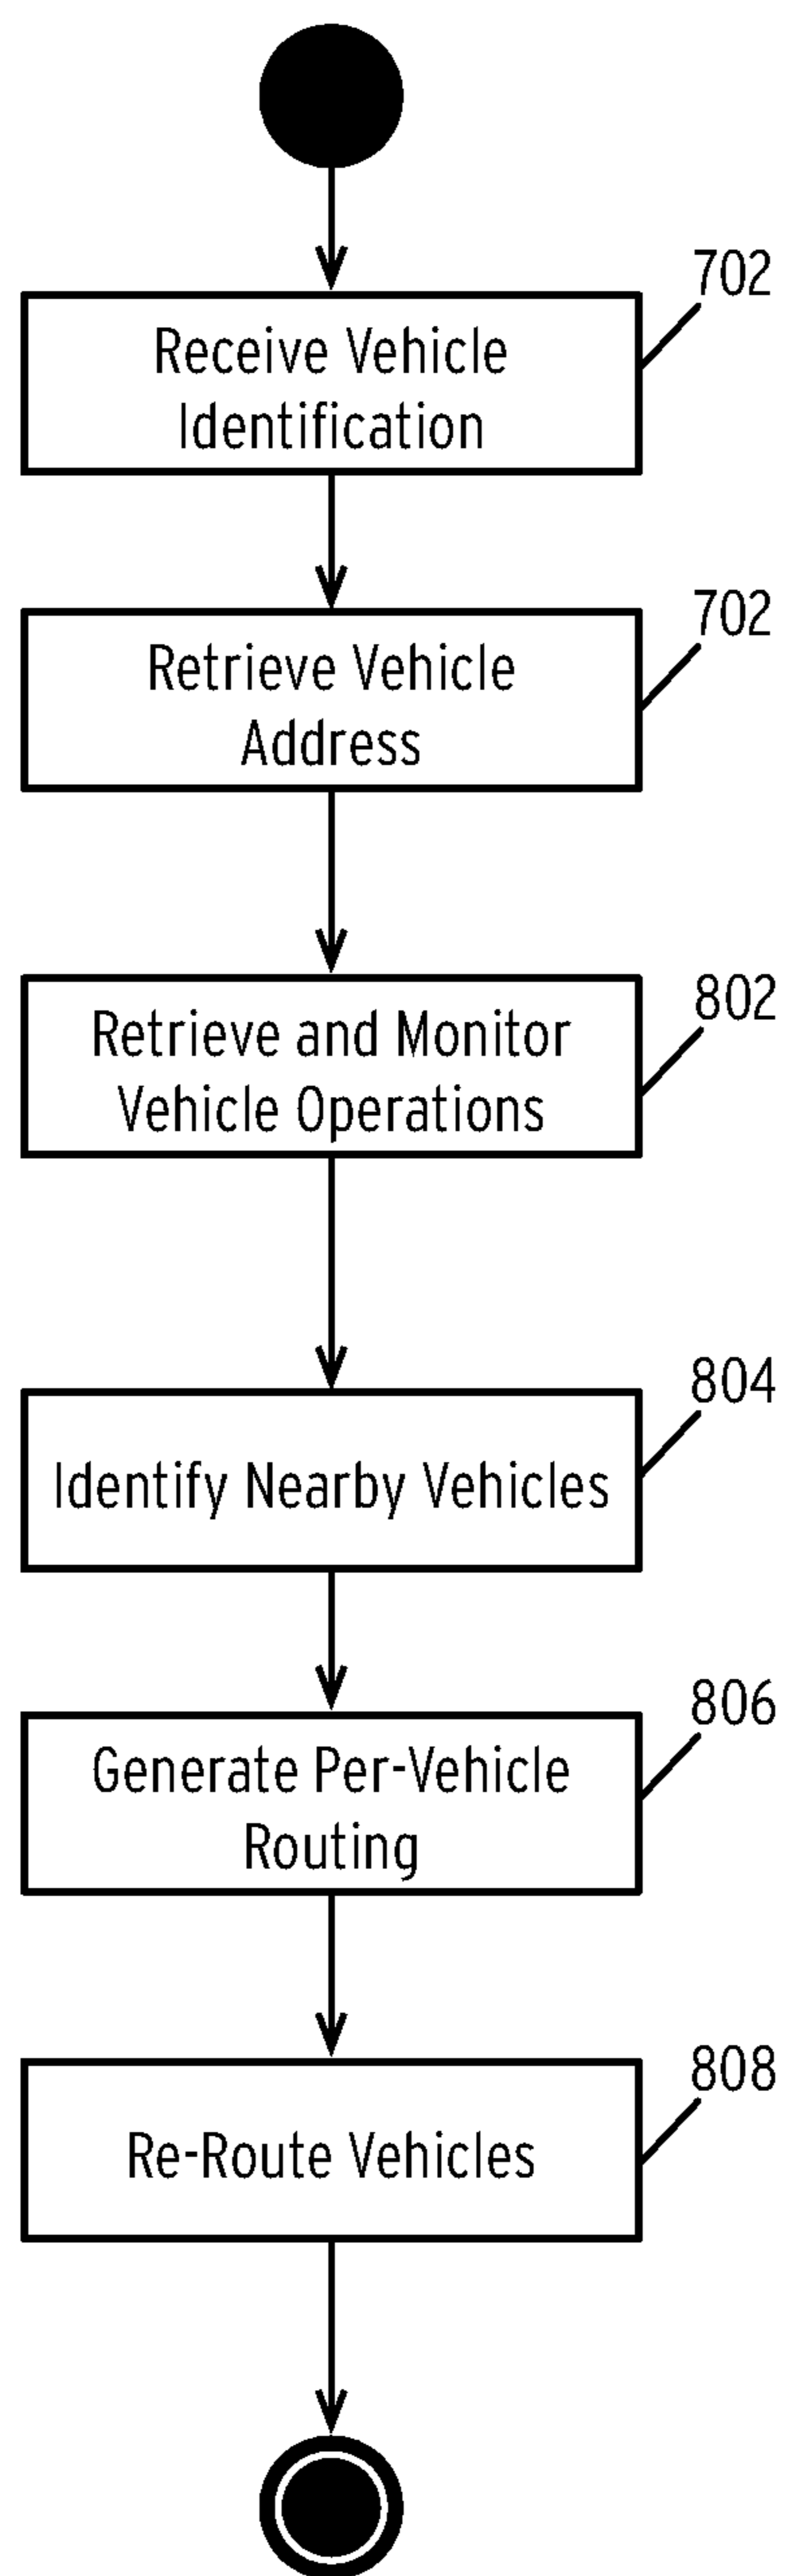 702
Receive Vehicle
Identification
702
Retrieve Vehicle
Address
802
Retrieve and Monitor
Vehicle Operations
804
Identify Nearby Vehicles
806
Generate Per-Vehicle
Routing
808
Re-Route Vehicles